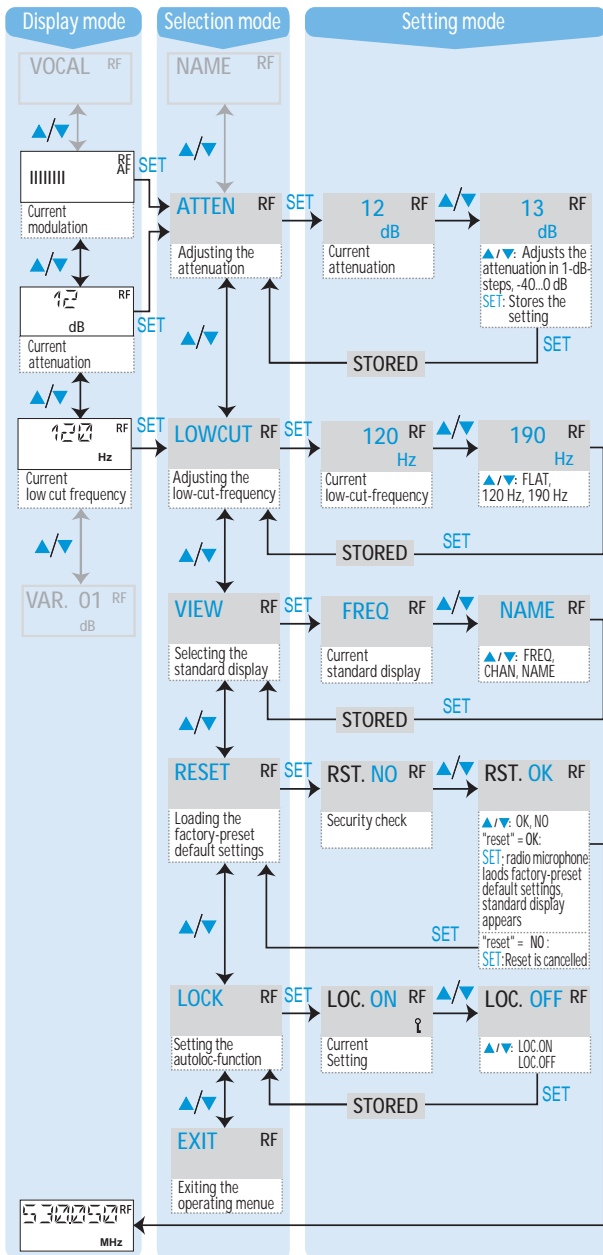 Display mode
Selection mode
Setting mode
VOCAL RF
NAME RF
▲/▼
▲/▼
RF
AF
SET
Current
modulation
ATTEN RF
SET
Adjusting the
attenuation
12 RF
dB
Current
attenuation
▲/▼
13 RF
dB
▲/▼: Adjusts the
attenuation in 1-dB-
steps, -40...0 dB
SET: Stores the
setting
SET
STORED
▲/▼
12 RF
dB
SET
Current
attenuation
▲/▼
▲/▼
120 RF
Hz
SET
Current
low cut frequency
LOWCUT RF
SET
Adjusting the
low-cut-frequency
120 RF
Hz
Current
low-cut-frequency
▲/▼
190
Hz
RF
▲/▼: FLAT,
120 Hz, 190 Hz
SET
STORED
▲/▼
▲/▼
VAR. 01 RF
dB
VIEW RF
SET
Selecting the
standard display
FREQ RF
Current
standard display
▲/▼
NAME RF
▲/▼: FREQ,
CHAN, NAME
SET
STORED
▲/▼
RESET RF
SET
Loading the
factory-preset
default settings
RST. NO RF
Security check
▲/▼
RST. OK RF
▲/▼: OK, NO
"reset" = OK:
SET: radio microphone
laods factory-preset
default settings,
standard display
appears
"reset" = NO :
SET:Reset is cancelled
SET
▲/▼
LOCK RF
SET
Setting the
autoloc-function
LOC. ON RF
Current
Setting
▲/▼
LOC. OFF RF
▲/▼: LOC.ON
LOC.OFF
SET
STORED
▲/▼
EXIT RF
Exiting the
operating menue
530.050 RF
MHz